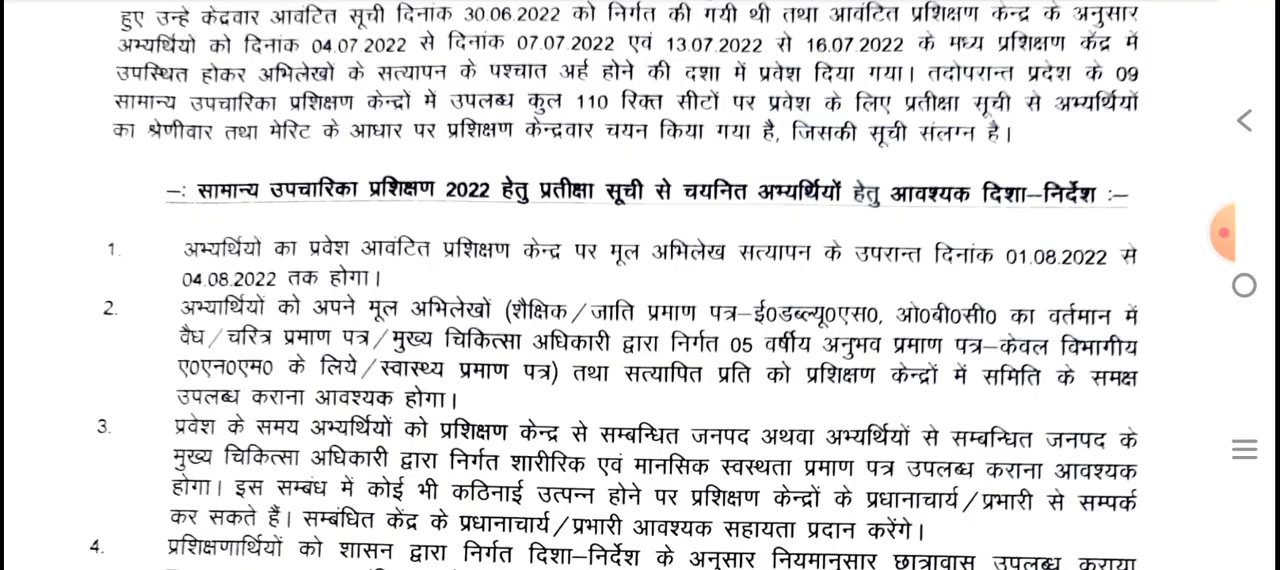 हुए उन्हे केंद्रवार आवंटित सूची दिनांक 30.06.2022 को निर्गत की गयी थी तथा आवंटित प्रशिक्षण केन्द्र के अनुसार
अभ्यर्थियो को दिनांक 04.07.2022 से दिनांक 07.07.2022 एवं 13.07.2022 से 16.07.2022 के मध्य प्रशिक्षण केंद्र में
उपस्थित होकर अभिलेखों के सत्यापन के पश्चात अर्ह होने की दशा में प्रवेश दिया गया। तदोपरान्त प्रदेश के 09
सामान्य उपचारिका प्रशिक्षण केन्द्रों में उपलब्ध कुल 110 रिक्त सीटों पर प्रवेश के लिए प्रतीक्षा सूची से अभ्यर्थियों
का श्रेणीवार तथा मेरिट के आधार पर प्रशिक्षण केन्द्रवार चयन किया गया है, जिसकी सूची संलग्न है।
–: सामान्य उपचारिका प्रशिक्षण 2022 हेतु प्रतीक्षा सूची से चयनित अभ्यर्थियों हेतु आवश्यक दिशा–निर्देश :–
1. अभ्यर्थियो का प्रवेश आवंटित प्रशिक्षण केन्द्र पर मूल अभिलेख सत्यापन के उपरान्त दिनांक 01.08.2022 से
04.08.2022 तक होगा।
2. अभ्यार्थियों को अपने मूल अभिलेखों (शैक्षिक/जाति प्रमाण पत्र–ई0डब्ल्यू0एस0, ओ0बी0सी0 का वर्तमान में
वैध/चरित्र प्रमाण पत्र/मुख्य चिकित्सा अधिकारी द्वारा निर्गत 05 वर्षीय अनुभव प्रमाण पत्र–केवल विभागीय
ए0एन0एम0 के लिये/स्वास्थ्य प्रमाण पत्र) तथा सत्यापित प्रति को प्रशिक्षण केन्द्रों में समिति के समक्ष
उपलब्ध कराना आवश्यक होगा।
3. प्रवेश के समय अभ्यर्थियों को प्रशिक्षण केन्द्र से सम्बन्धित जनपद अथवा अभ्यर्थियों से सम्बन्धित जनपद के
मुख्य चिकित्सा अधिकारी द्वारा निर्गत शारीरिक एवं मानसिक स्वस्थता प्रमाण पत्र उपलब्ध कराना आवश्यक
होगा। इस सम्बंध में कोई भी कठिनाई उत्पन्न होने पर प्रशिक्षण केन्द्रों के प्रधानाचार्य/प्रभारी से सम्पर्क
कर सकते हैं। सम्बंधित केंद्र के प्रधानाचार्य/प्रभारी आवश्यक सहायता प्रदान करेंगे।
4. प्रशिक्षणार्थियों को शासन द्वारा निर्गत दिशा–निर्देश के अनुसार नियमानुसार छात्रावास उपलब्ध कराया